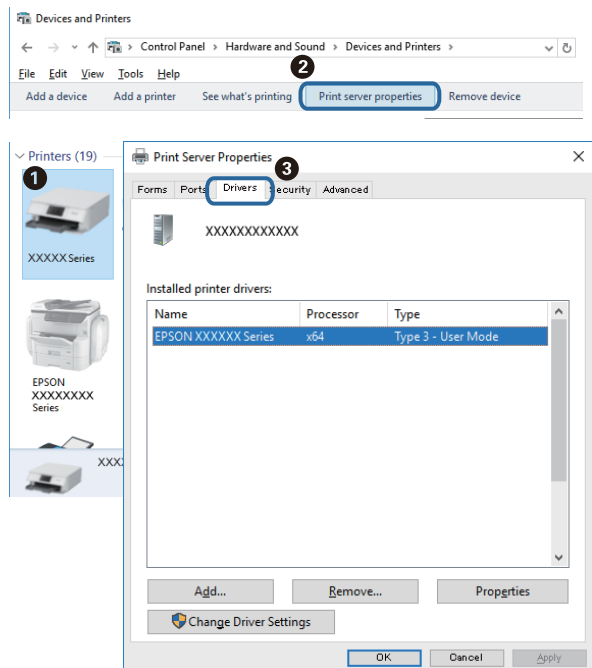 Devices and Printers
Control Panel > Hardware and Sound > Devices and Printers >
File Edit View Tools Help
2
Add a device Add a printer See what's printing Print server properties Remove device
Printers (19)
1
XXXXX Series
EPSON
XXXXXXXX
Series
XXX
Print Server Properties
3
Forms Ports Drivers Security Advanced
XXXXXXXXXXXX
Installed printer drivers:
Name Processor Type
EPSON XXXXXX Series x64 Type 3 - User Mode
Add... Remove... Properties
Change Driver Settings
OK Cancel Apply